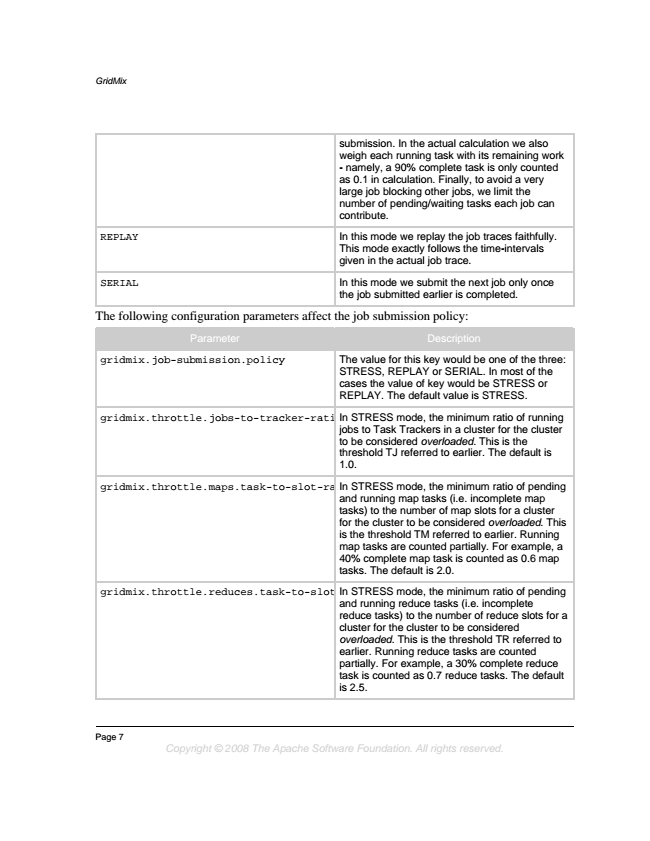 GridMix
submission. In the actual calculation we also
weigh each running task with its remaining work
- namely, a 90% complete task is only counted
as 0.1 in calculation. Finally, to avoid a very
large job blocking other jobs, we limit the
number of pending/waiting tasks each job can
contribute.
REPLAY
In this mode we replay the job traces faithfully.
This mode exactly follows the time-intervals
given in the actual job trace.
SERIAL
In this mode we submit the next job only once
the job submitted earlier is completed.
The following configuration parameters affect the job submission policy:
Parameter
Description
gridmix.job-submission.policy
The value for this key would be one of the three:
STRESS, REPLAY or SERIAL. In most of the
cases the value of key would be STRESS or
REPLAY. The default value is STRESS.
gridmix.throttle.jobs-to-tracker-rati
In STRESS mode, the minimum ratio of running
jobs to Task Trackers in a cluster for the cluster
to be considered overloaded. This is the
threshold TJ referred to earlier. The default is
1.0.
gridmix.throttle.maps.task-to-slot-ra
In STRESS mode, the minimum ratio of pending
and running map tasks (i.e. incomplete map
tasks) to the number of map slots for a cluster
for the cluster to be considered overloaded. This
is the threshold TM referred to earlier. Running
map tasks are counted partially. For example, a
40% complete map task is counted as 0.6 map
tasks. The default is 2.0.
gridmix.throttle.reduces.task-to-slot
In STRESS mode, the minimum ratio of pending
and running reduce tasks (i.e. incomplete
reduce tasks) to the number of reduce slots for a
cluster for the cluster to be considered
overloaded. This is the threshold TR referred to
earlier. Running reduce tasks are counted
partially. For example, a 30% complete reduce
task is counted as 0.7 reduce tasks. The default
is 2.5.
Page 7
Copyright © 2008 The Apache Software Foundation. All rights reserved.